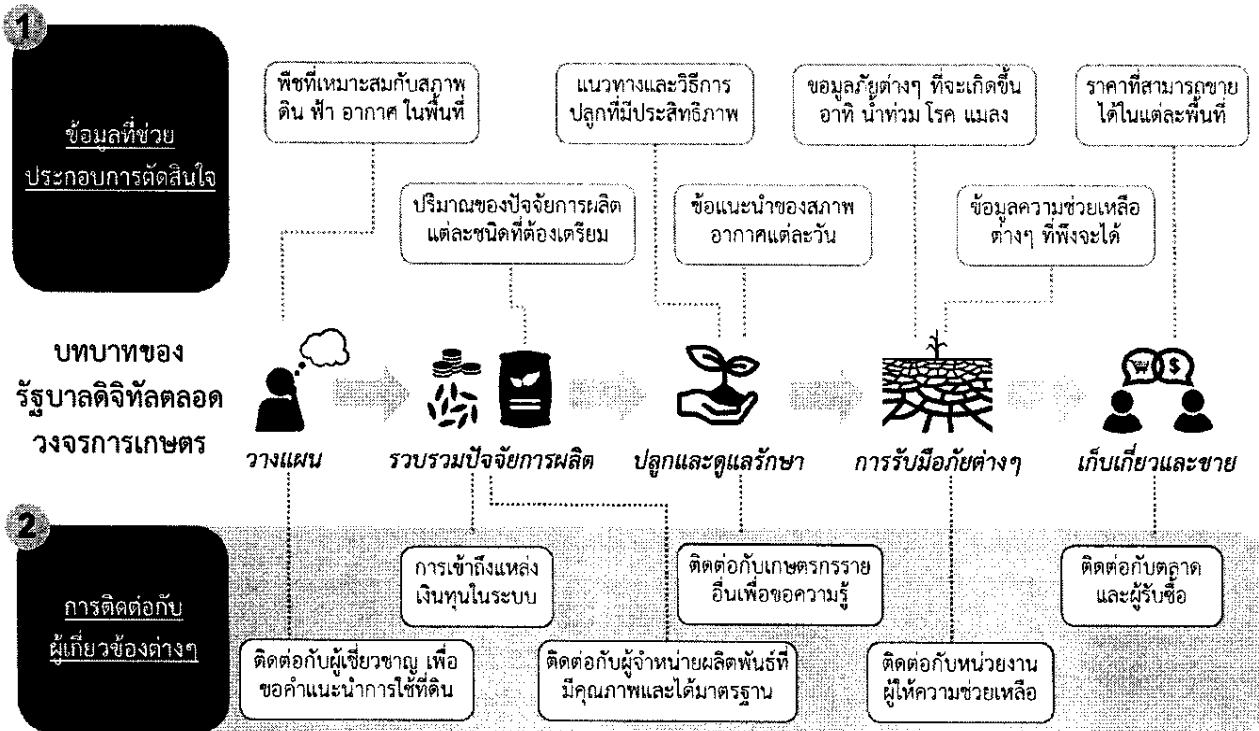 1
ข้อมูลที่ช่วย
ประกอบการตัดสินใจ
พืชที่เหมาะสมกับสภาพ
ดิน ฟ้า อากาศ ในพื้นที่
แนวทางและวิธีการ
ปลูกที่มีประสิทธิภาพ
ขอมูลภัยต่างๆ ที่จะเกิดขึ้น
อาทิ น้ำท่วม โรค แมลง
ราคาที่สามารถขาย
ได้ในแต่ละพื้นที่
ปริมาณของปัจจัยการผลิต
แต่ละชนิดที่ต้องเตรียม
ข้อแนะนำของสภาพ
อากาศแต่ละวัน
ข้อมูลความช่วยเหลือ
ต่างๆ ที่พึงจะได้
บทบาทของ
รัฐบาลดิจิทัลตลอด
วงจรการเกษตร
$
วางแผน
รวบรวมปัจจัยการผลิต
ปลูกและดูแลรักษา
การรับมือภัยต่างๆ
เก็บเกี่ยวและขาย
2
การติดต่อกับ
ผู้เกี่ยวข้องต่างๆ
การเข้าถึงแหล่ง
เงินทุนในระบบ
ติดต่อกับเกษตรกรราย
อื่นเพื่อขอความรู้
ติดต่อกับตลาด
และผู้รับซื้อ
ติดต่อกับผู้เชี่ยวชาญ เพื่อ
ขอคำแนะนำการใช้ที่ดิน
ติดต่อกับผู้จำหน่ายผลิตพันธ์ที่
มีคุณภาพและได้มาตรฐาน
ติดต่อกับหน่วยงาน
ผู้ให้ความช่วยเหลือ